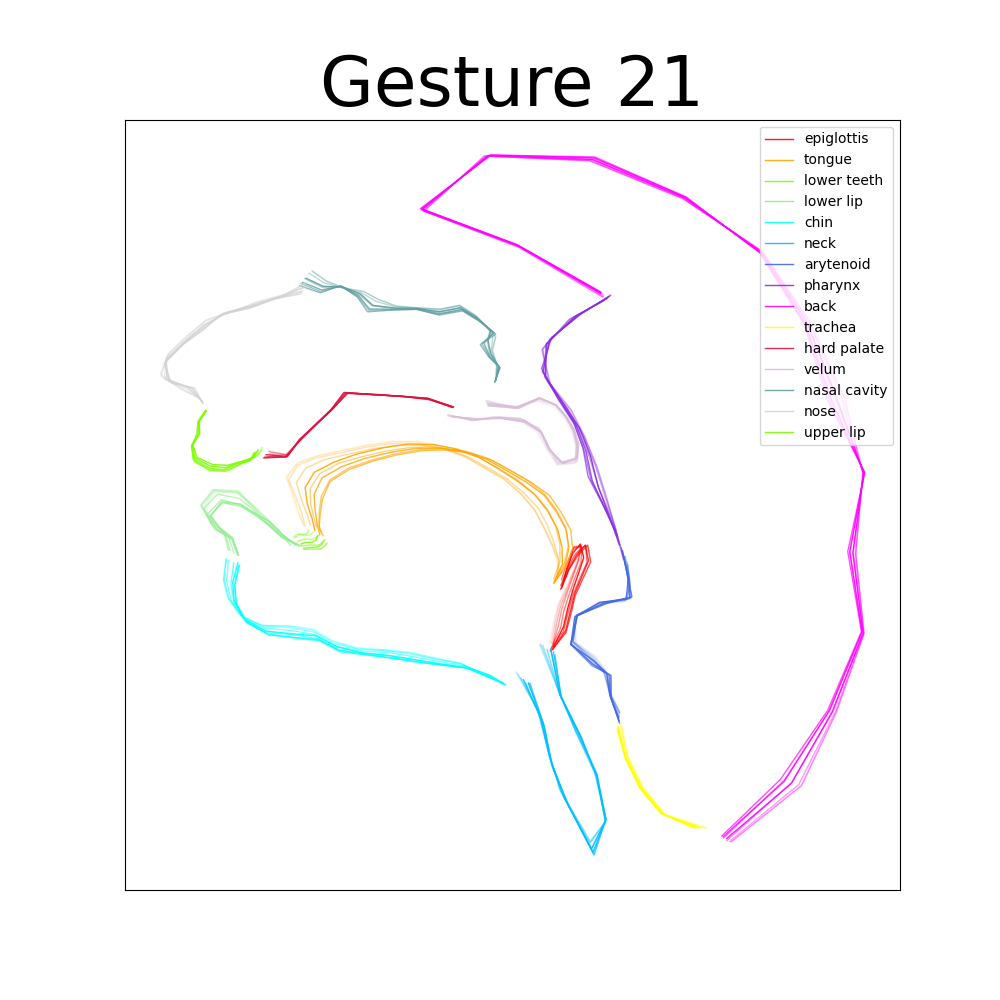 Gesture 21
epiglottis
tongue
lower teeth
lower lip
chin
neck
arytenoid
pharynx
back
trachea
hard palate
velum
nasal cavity
nose
upper lip